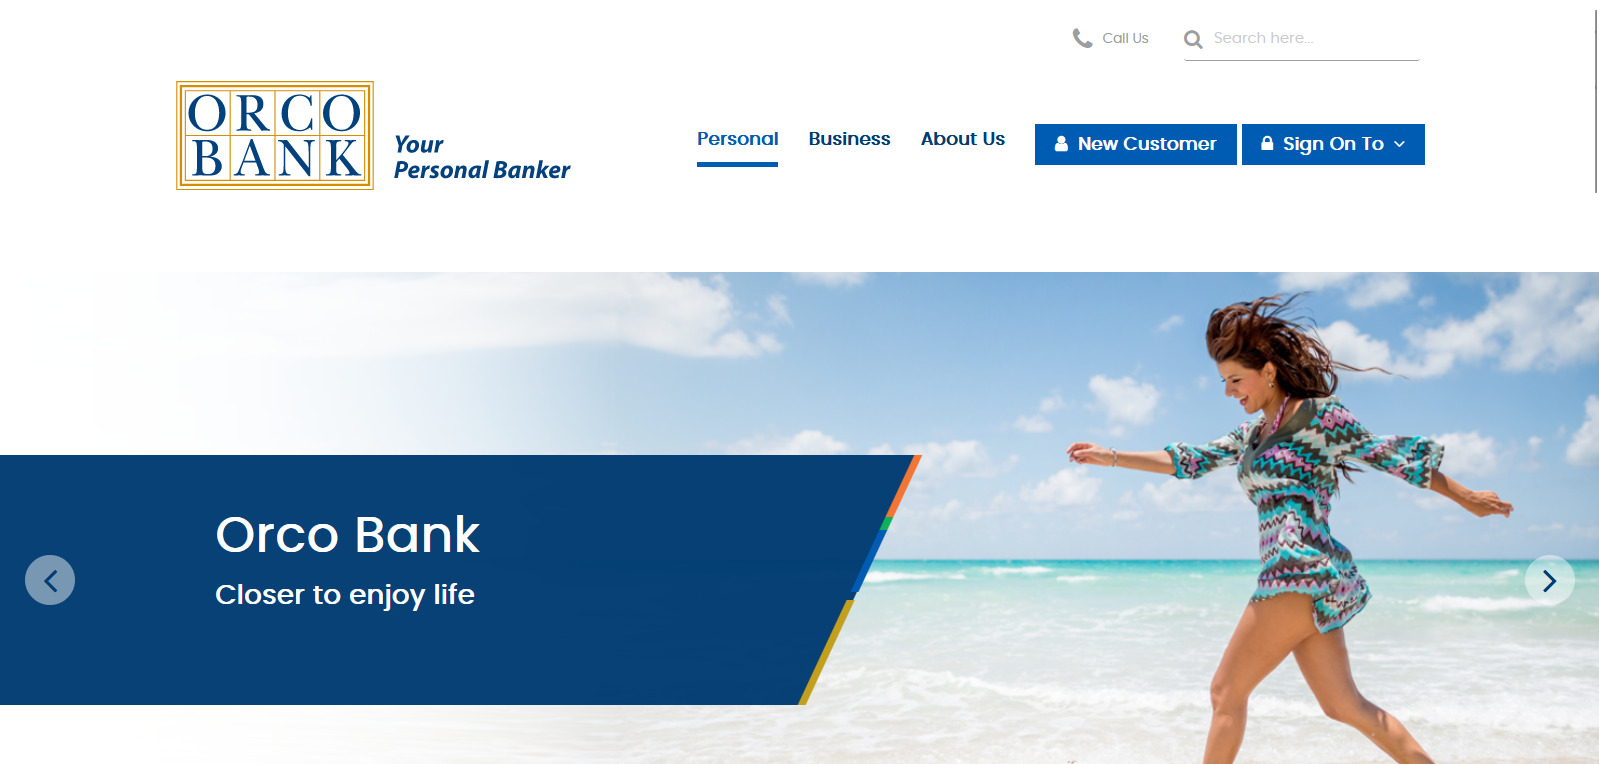 Call Us
Search here...
ORCO
BANK
Your
Personal Banker
Personal
Business
About Us
New Customer
Sign On To
Orco Bank
Closer to enjoy life